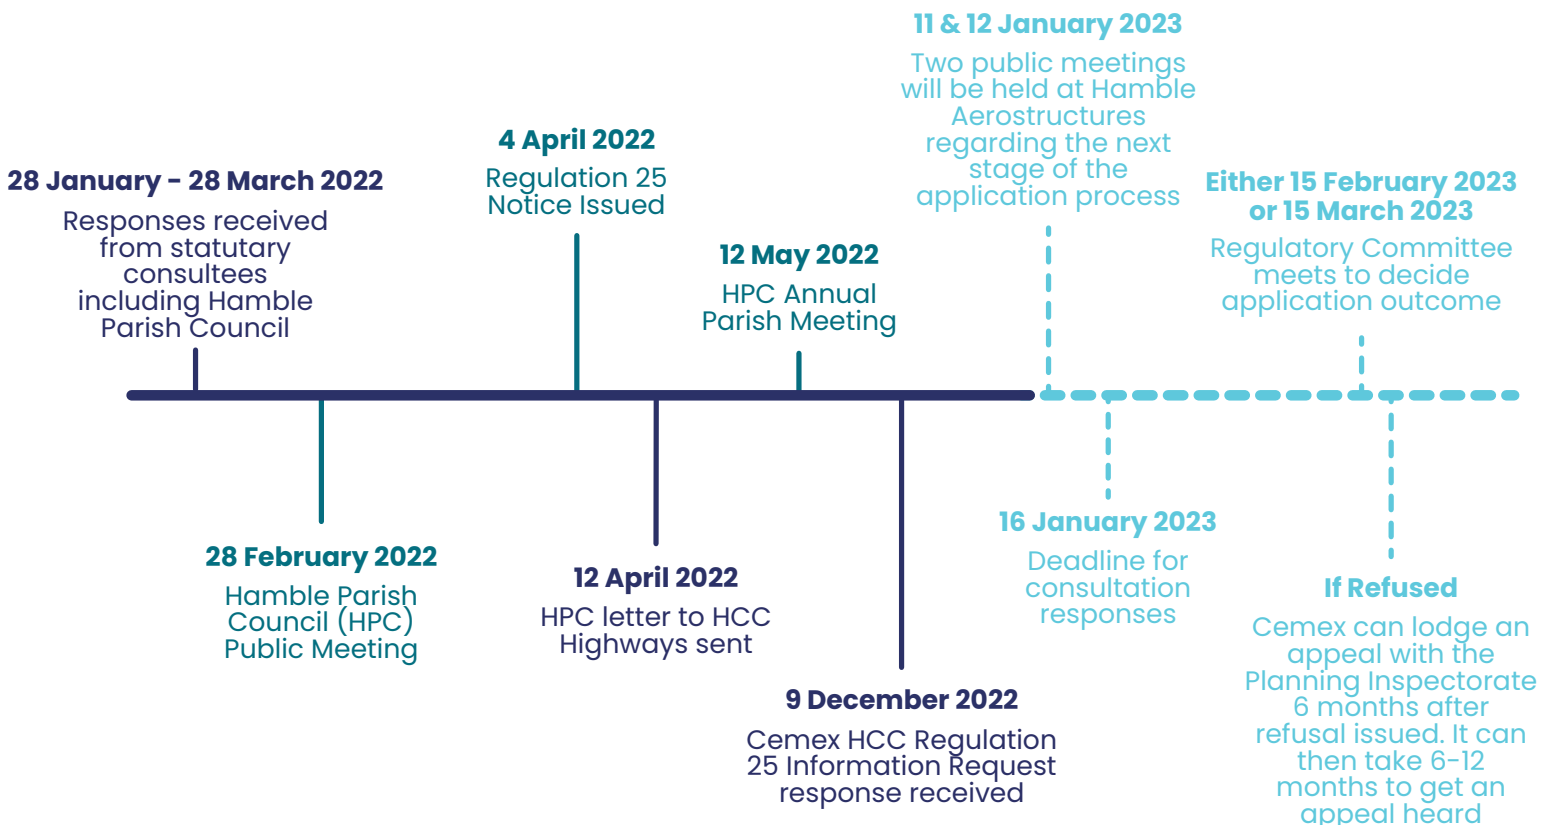 28 January - 28 March 2022
Responses received
from statutary
consultees
including Hamble
Parish Council
28 February 2022
Hamble Parish
Council (HPC)
Public Meeting
4 April 2022
Regulation 25
Notice Issued
12 April 2022
HPC letter to HCC
Highways sent
12 May 2022
HPC Annual
Parish Meeting
9 December 2022
Cemex HCC Regulation
25 Information Request
response received
11 & 12 January 2023
Two public meetings
will be held at Hamble
Aerostructures
regarding the next
stage of the
application process
16 January 2023
Deadline for
consultation
responses
Either 15 February 2023
or 15 March 2023
Regulatory Committee
meets to decide
application outcome
If Refused
Cemex can lodge an
appeal with the
Planning Inspectorate
6 months after
refusal issued. It can
then take 6-12
months to get an
appeal heard